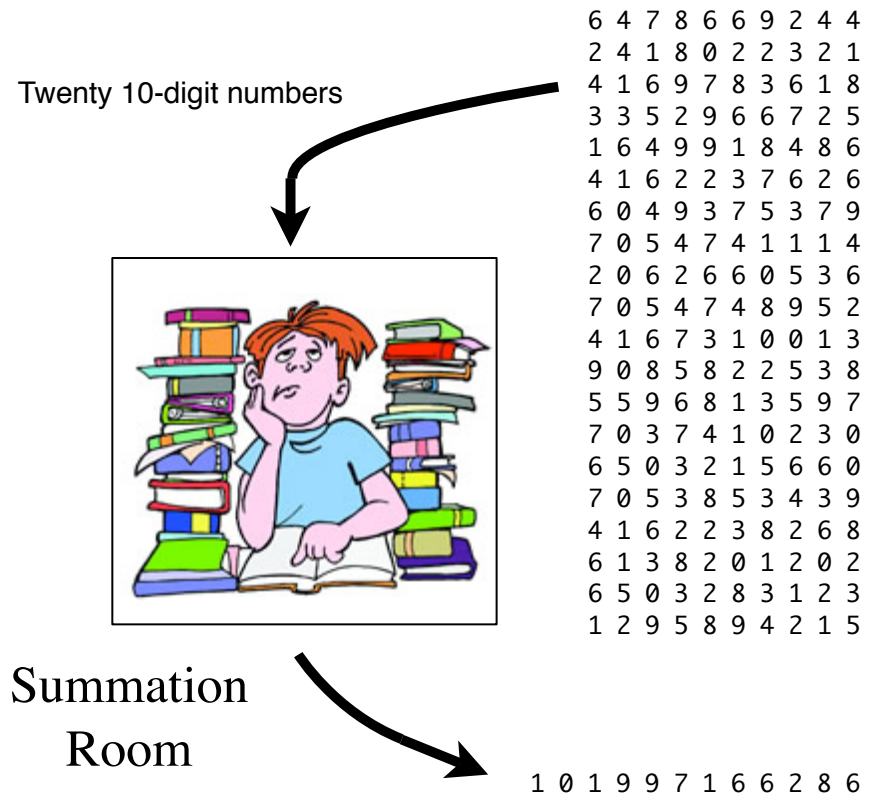 Twenty 10-digit numbers
6 4 7 8 6 6 9 2 4 4
2 4 1 8 0 2 2 3 2 1
4 1 6 9 7 8 3 6 1 8
3 3 5 2 9 6 6 7 2 5
1 6 4 9 9 1 8 4 8 6
4 1 6 2 2 3 7 6 2 6
6 0 4 9 3 7 5 3 7 9
7 0 5 4 7 4 1 1 1 4
2 0 6 2 6 6 0 5 3 6
7 0 5 4 7 4 8 9 5 2
4 1 6 7 3 1 0 0 1 3
9 0 8 5 8 2 2 5 3 8
5 5 9 6 8 1 3 5 9 7
7 0 3 7 4 1 0 2 3 0
6 5 0 3 2 1 5 6 6 0
7 0 5 3 8 5 3 4 3 9
4 1 6 2 2 3 8 2 6 8
6 1 3 8 2 0 1 2 0 2
6 5 0 3 2 8 3 1 2 3
1 2 9 5 8 9 4 2 1 5
Summation
Room
1 0 1 9 9 7 1 6 6 2 8 6